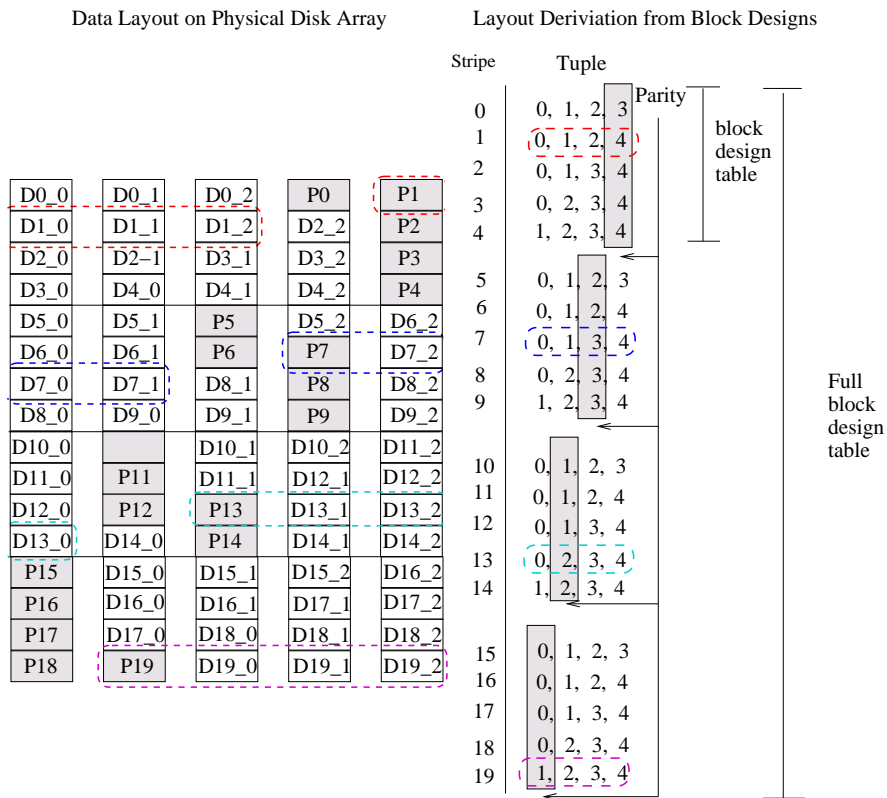 Data Layout on Physical Disk Array
Layout Deriviation from Block Designs
Stripe Tuple
Parity
D0_0 D0_1 D0_2 P0 P1
D1_0 D1_1 D1_2 D2_2 P2
D2_0 D2–1 D3_1 D3_2 P3
D3_0 D4_0 D4_1 D4_2 P4
D5_0 D5_1 P5 D5_2 D6_2
D6_0 D6_1 P6 P7 D7_2
D7_0 D7_1 D8_1 P8 D8_2
D8_0 D9_0 D9_1 P9 D9_2
D10_0 D10_1 D10_2 D11_2
D11_0 P11 D11_1 D12_1 D12_2
D12_0 P12 P13 D13_1 D13_2
D13_0 D14_0 P14 D14_1 D14_2
P15 D15_0 D15_1 D15_2 D16_2
P16 D16_0 D16_1 D17_1 D17_2
P17 D17_0 D18_0 D18_1 D18_2
P18 P19 D19_0 D19_1 D19_2
0 0, 1, 2, 3
1 0, 1, 2, 4
2 0, 1, 3, 4
3 0, 2, 3, 4
4 1, 2, 3, 4
5 0, 1, 2, 3
6 0, 1, 2, 4
7 0, 1, 3, 4
8 0, 2, 3, 4
9 1, 2, 3, 4
10 0, 1, 2, 3
11 0, 1, 2, 4
12 0, 1, 3, 4
13 0, 2, 3, 4
14 1, 2, 3, 4
15 0, 1, 2, 3
16 0, 1, 2, 4
17 0, 1, 3, 4
18 0, 2, 3, 4
19 1, 2, 3, 4
block
design
table
Full
block
design
table